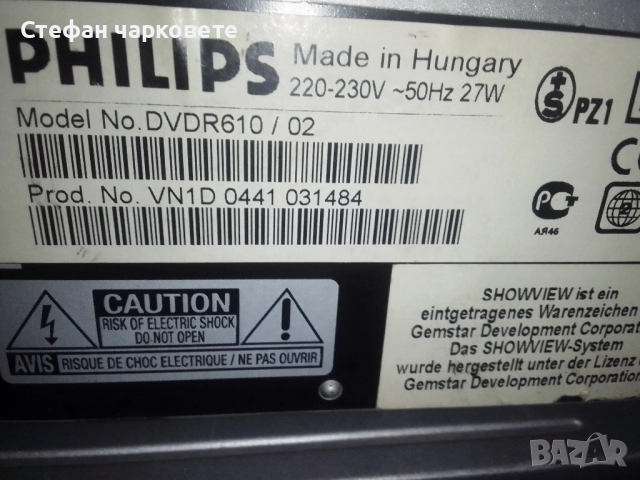 Стефан чарковете
PHILIPS
Made in Hungary
220-230V ~50Hz 27W
Model No. DVDR610 / 02
Prod. No. VN1D 0441 031484
S
PZ1
PC
АЯ46
CAUTION
RISK OF ELECTRIC SHOCK
DO NOT OPEN
AVIS RISQUE DE CHOC ELECTRIQUE / NE PAS OUVRIR
SHOWVIEW ist ein
eingetragenes Warenzeichen
Gemstar Development Corporat
Das SHOWVIEW-System
wurde hergestellt unter der Lizenz
Gemstar Development Corporation
BAZAR